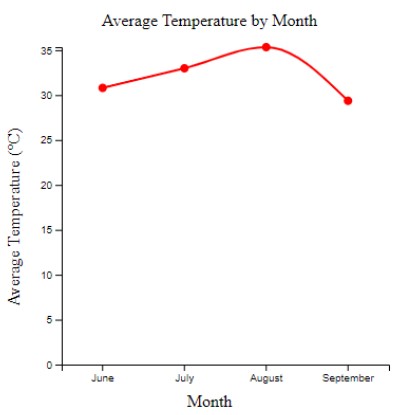 Average Temperature by Month
35
30
25
20
15
10
5
0
Average Temperature (°C)
June July August September
Month